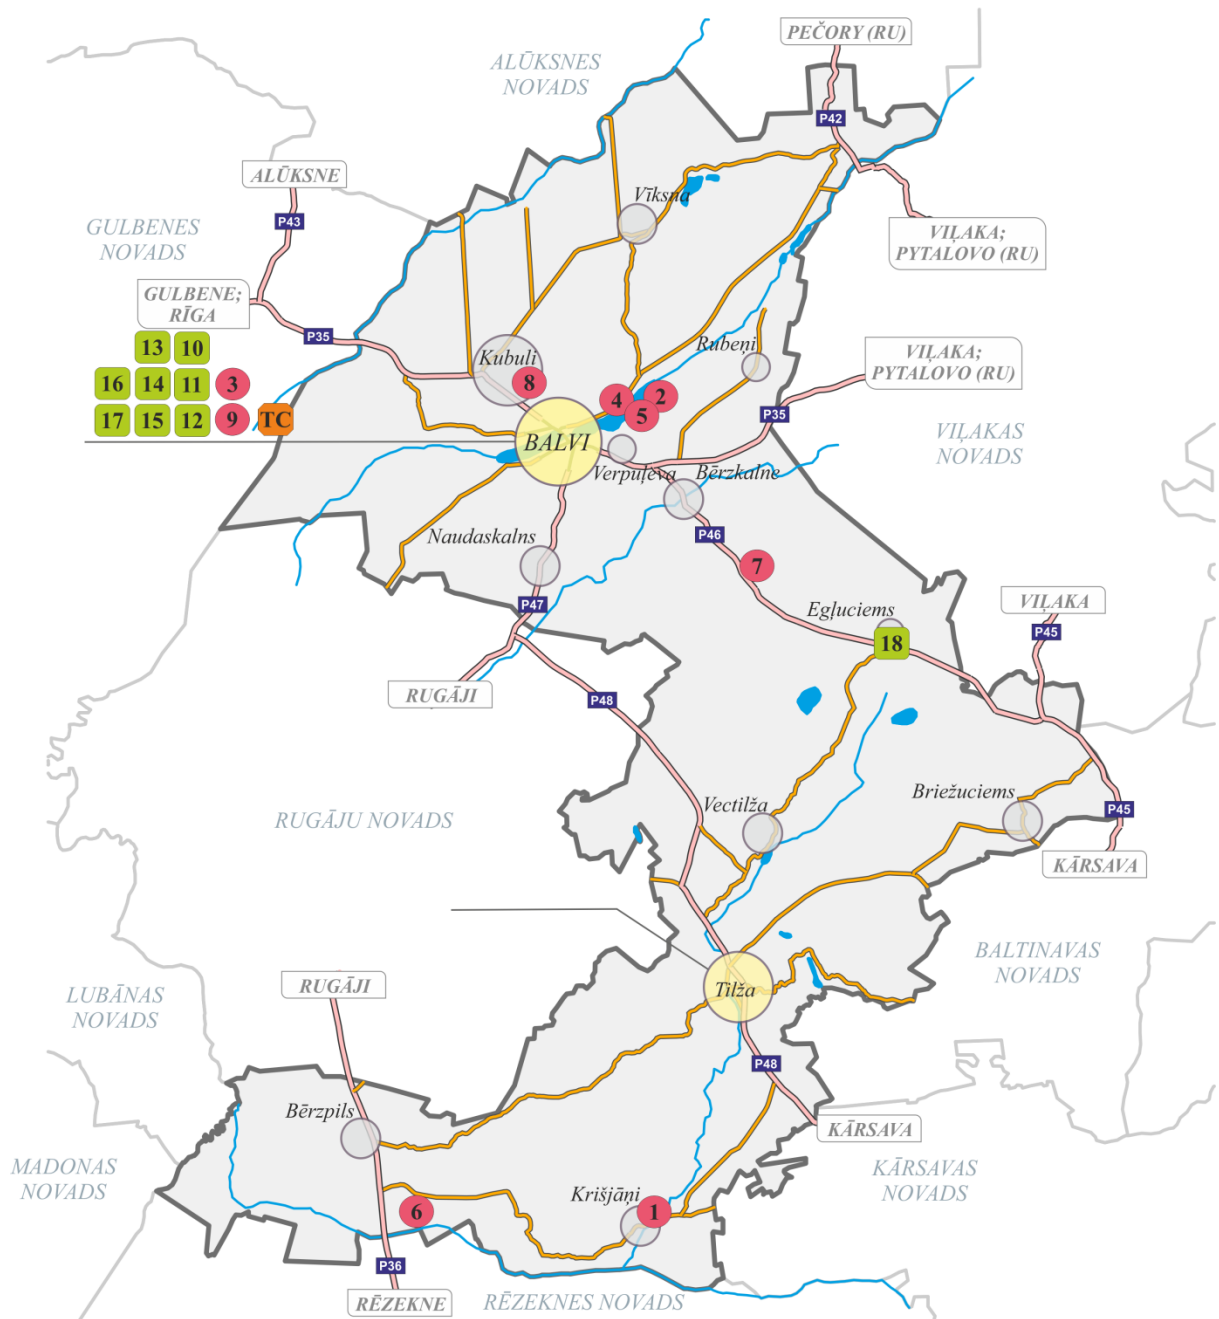 PEČORY (RU)
ALŪKSNES
NOVADS
P42
ALŪKSNE
Vīksna
P43
GULBENES
NOVADS
VIĻAKA;
PYTALOVO (RU)
GULBENE;
RĪGA
P35
13 10
Rubeņi
Kubuli
VIĻAKA;
PYTALOVO (RU)
16 14 11 3
8
4 2
5
P35
17 15 12 9 TC
BALVI
VIĻAKAS
NOVADS
Verpuļeva
Bērzkalne
Naudaskalns
P46
7
P47
Egļuciems
18
VIĻAKA
P45
RUGĀJI
P48
Briežuciems
Vectilža
P45
RUGĀJU NOVADS
KĀRSAVA
BALTINAVAS
NOVADS
RUGĀJI
Tilža
LUBĀNAS
NOVADS
P48
Bērzpils
KĀRSAVA
MADONAS
NOVADS
KĀRSAVAS
NOVADS
Krišjāņi
6
1
P36
RĒZEKNE
RĒZEKNES NOVADS